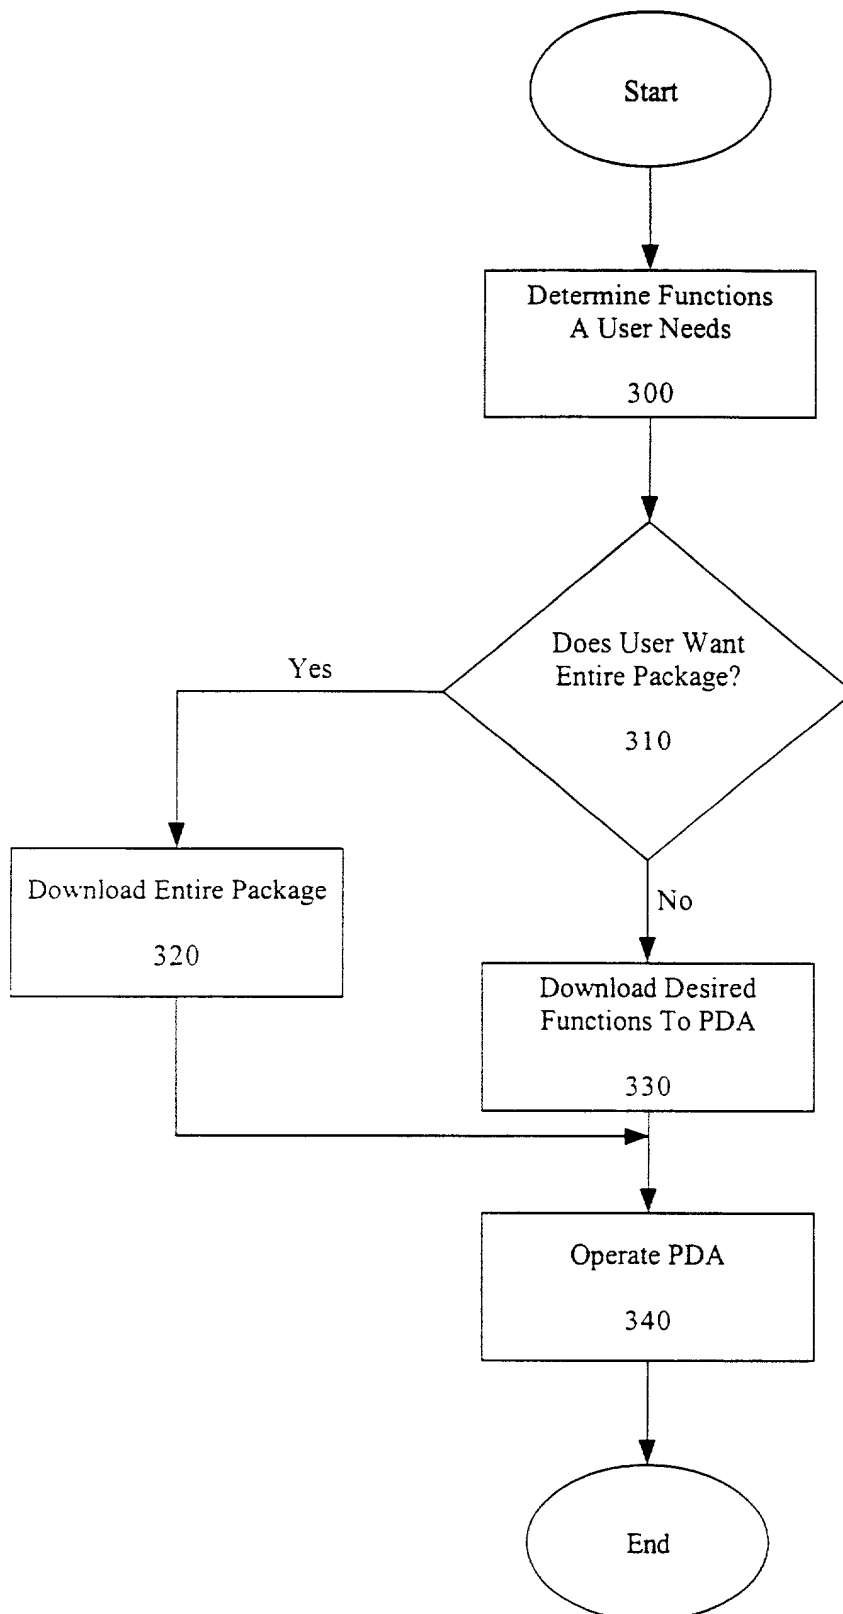 Start
Determine Functions
A User Needs
300
Does User Want
Entire Package?
310
Yes
No
Download Entire Package
320
Download Desired
Functions To PDA
330
Operate PDA
340
End